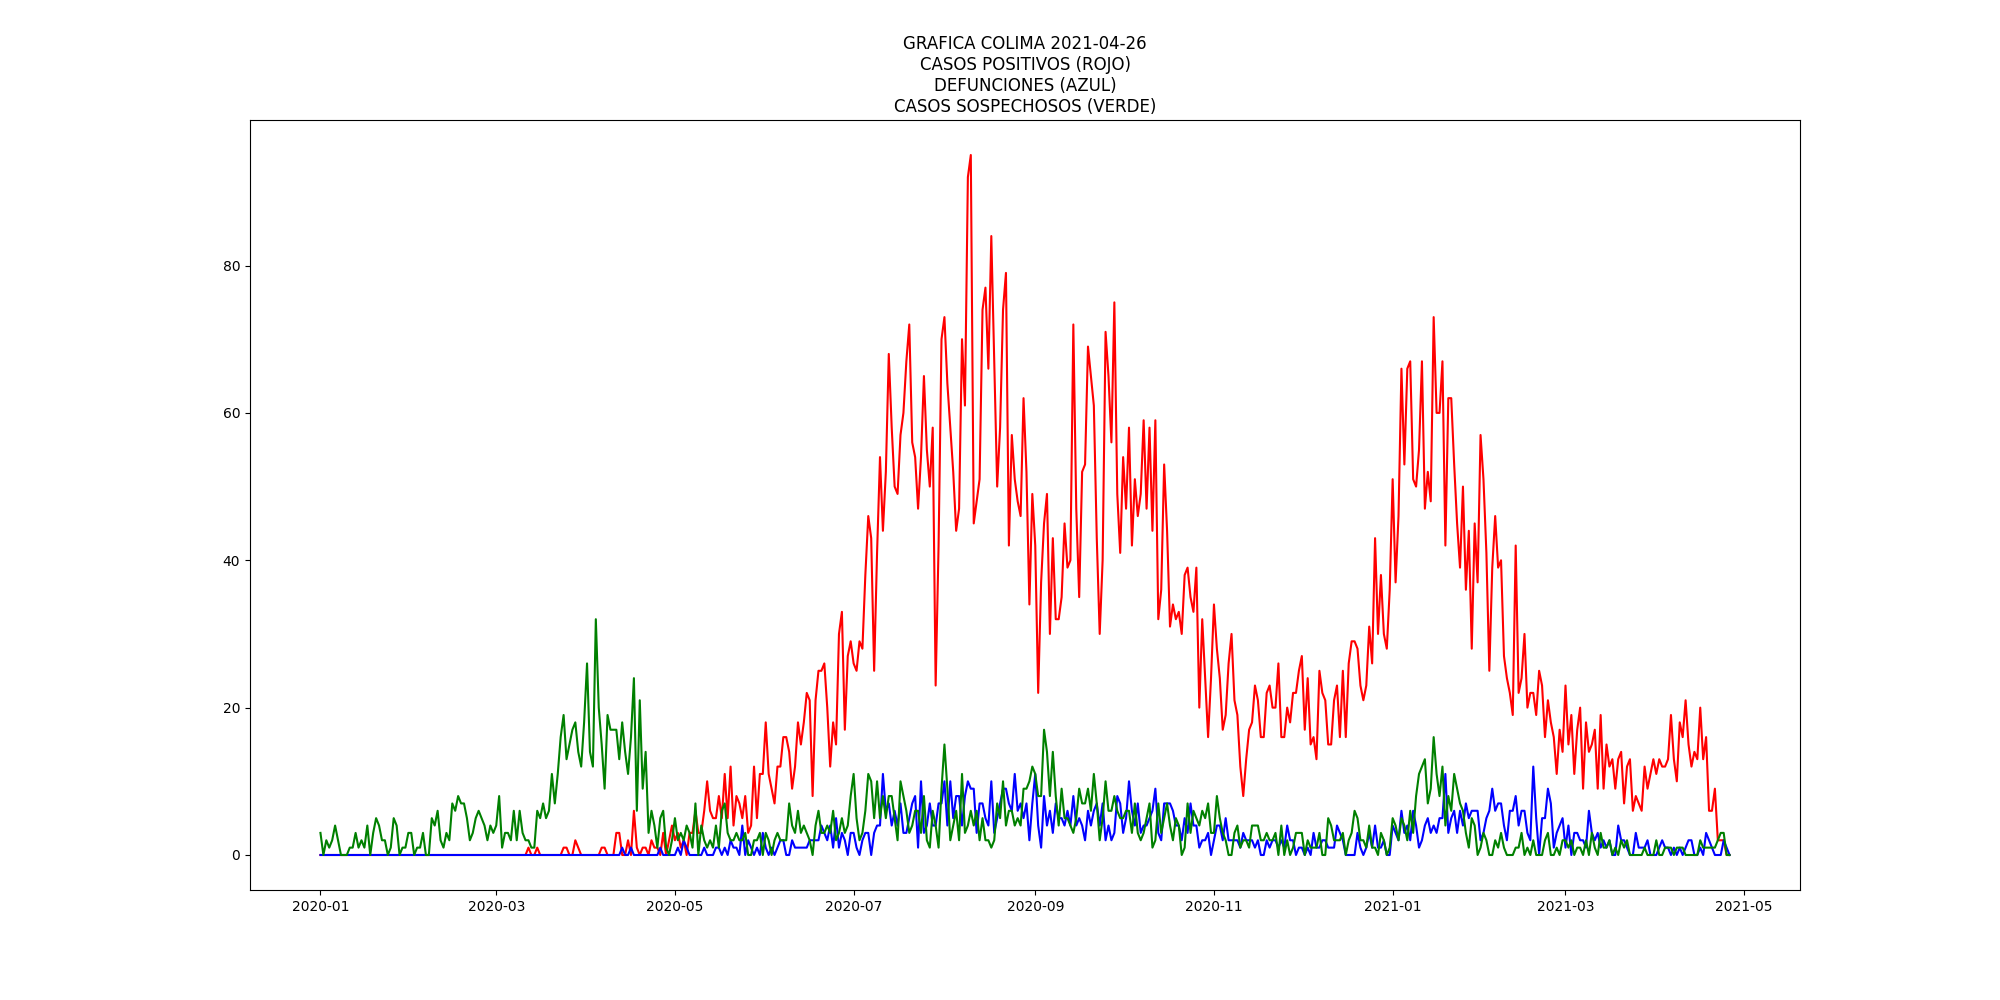 GRAFICA COLIMA 2021-04-26
CASOS POSITIVOS (ROJO)
DEFUNCIONES (AZUL)
CASOS SOSPECHOSOS (VERDE)
80
60
40
20
0
2020-01 2020-03 2020-05 2020-07 2020-09 2020-11 2021-01 2021-03 2021-05